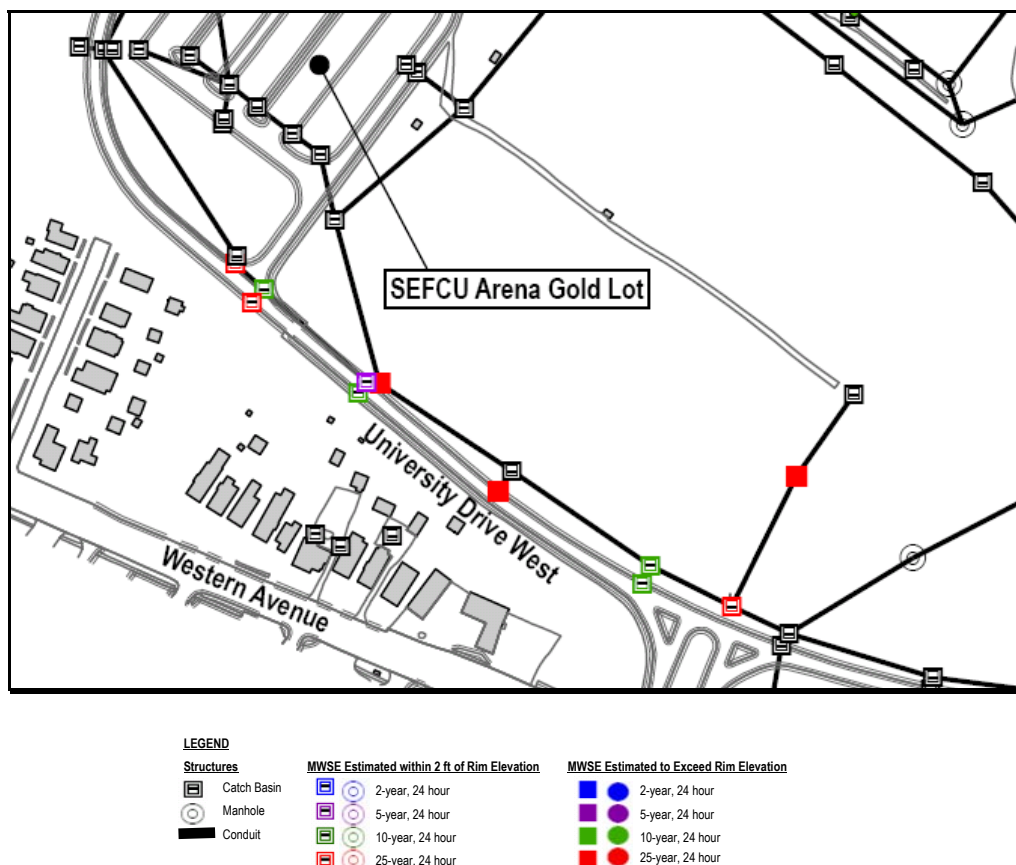 SEFCU Arena Gold Lot
University Drive West
Western Avenue
LEGEND
Structures
Catch Basin
Manhole
Conduit
MWSE Estimated within 2 ft of Rim Elevation
2-year, 24 hour
5-year, 24 hour
10-year, 24 hour
25-year, 24 hour
MWSE Estimated to Exceed Rim Elevation
2-year, 24 hour
5-year, 24 hour
10-year, 24 hour
25-year, 24 hour